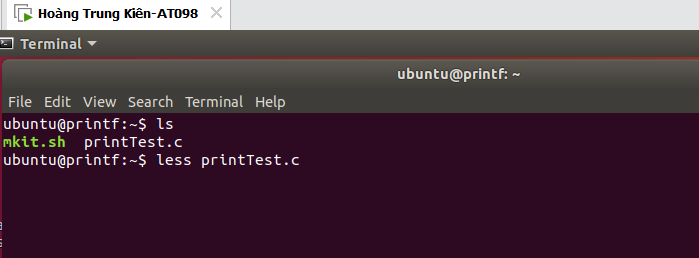 Hoàng Trung Kiên-AT098
Terminal
ubuntu@printf: ~
File Edit View Search Terminal Help
ubuntu@printf:~$ ls
mkit.sh  printTest.c
ubuntu@printf:~$ less printTest.c